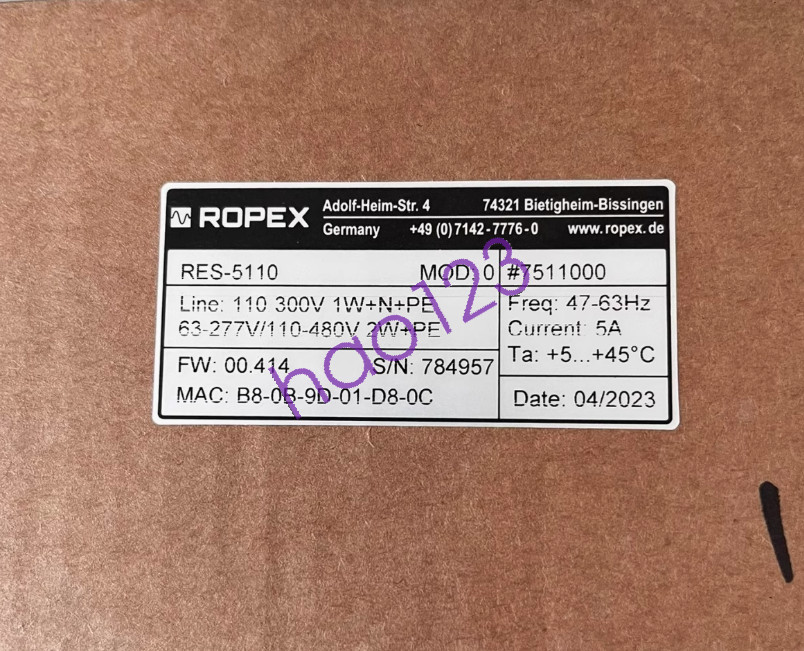 ROPEX
Adolf-Heim-Str. 4 74321 Bietigheim-Bissingen
Germany +49 (0)7142-7776-0 www.ropex.de
RES-5110 MOD: 0 #7511000
Line: 110-300V 1W+N+PE Freq: 47-63Hz
63-277V/110-480V 2W+PE Current: 5A
Ta: +5...+45°C
FW: 00.414 S/N: 784957
MAC: B8-0B-9D-01-D8-0C Date: 04/2023
hao123